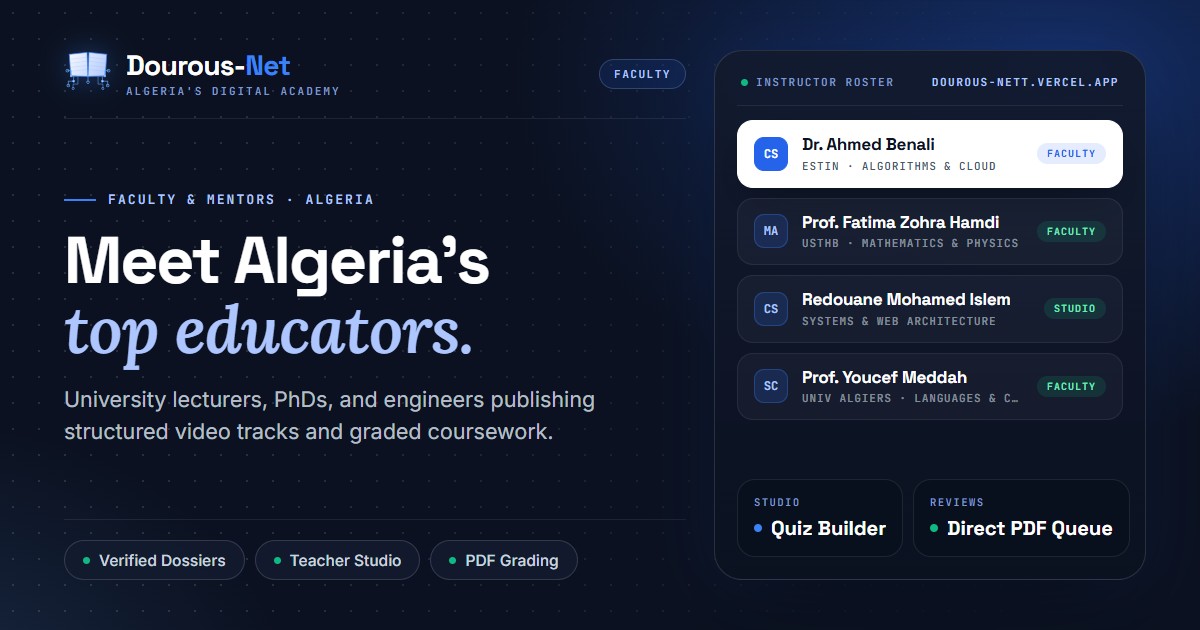 Dourous-Net
ALGERIA'S DIGITAL ACADEMY
FACULTY
FACULTY & MENTORS · ALGERIA
Meet Algeria’s
top educators.
University lecturers, PhDs, and engineers publishing
structured video tracks and graded coursework.
Verified Dossiers
Teacher Studio
PDF Grading
INSTRUCTOR ROSTER
DOUROUS-NETT.VERCEL.APP
CS
Dr. Ahmed Benali
ESTIN · ALGORITHMS & CLOUD
FACULTY
MA
Prof. Fatima Zohra Hamdi
USTHB · MATHEMATICS & PHYSICS
FACULTY
CS
Redouane Mohamed Islem
SYSTEMS & WEB ARCHITECTURE
STUDIO
SC
Prof. Youcef Meddah
UNIV ALGIERS · LANGUAGES & C…
FACULTY
STUDIO
Quiz Builder
REVIEWS
Direct PDF Queue